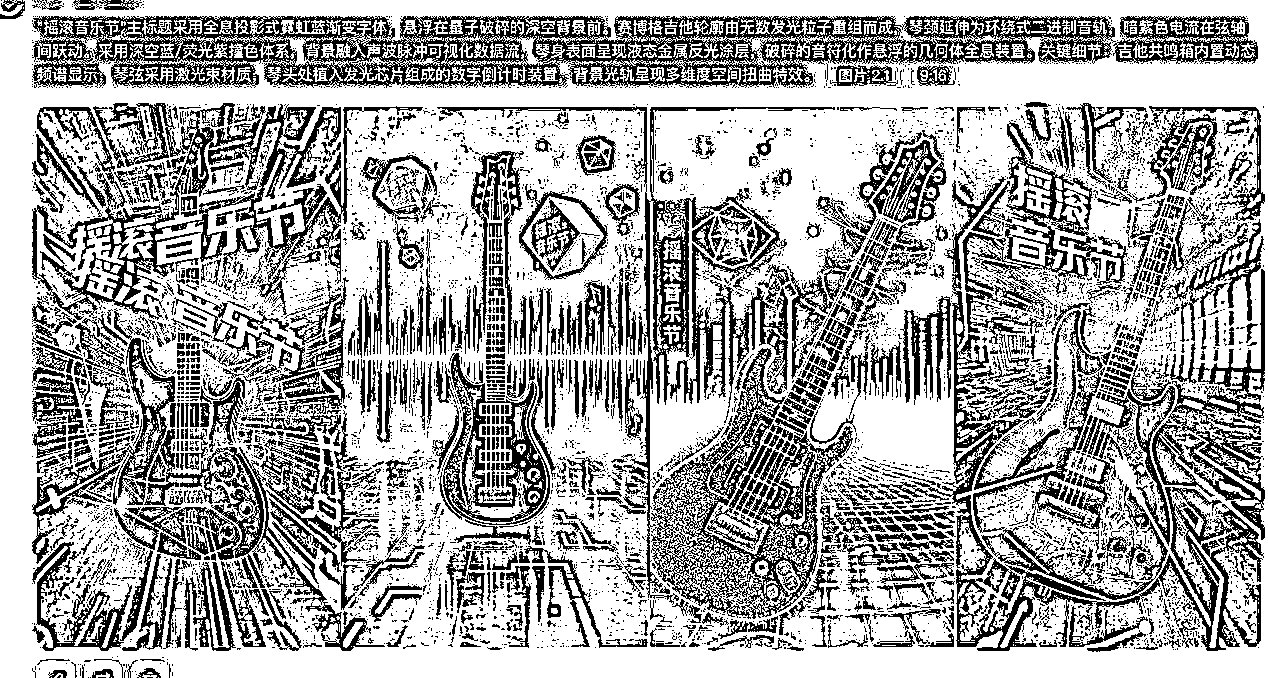 "摇滚音乐节"主标题采用全息投影式霓虹蓝渐变字体，悬浮在量子破碎的深空背景前，赛博格吉他轮廓由无数发光粒子重组而成，琴颈延伸为环绕式二进制音轨，暗紫色电流在弦轴
间跃动，采用深空蓝/荧光紫撞色体系，背景融入声波脉冲可视化数据流，琴身表面呈现液态金属反光涂层，破碎的音符化作悬浮的几何体全息装置，关键细节：吉他共鸣箱内置动态
频谱显示，琴弦采用激光束材质，琴头处植入发光芯片组成的数字倒计时装置，背景光轨呈现多维度空间扭曲特效， 图片2.1 9:16
摇滚音乐节
摇滚音乐节
摇滚音乐节
摇滚
音乐节